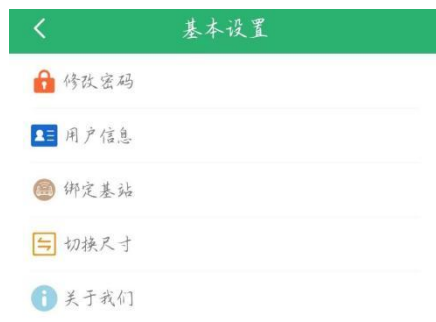 基本设置
修改密码
用户信息
绑定基站
切换尺寸
关于我们